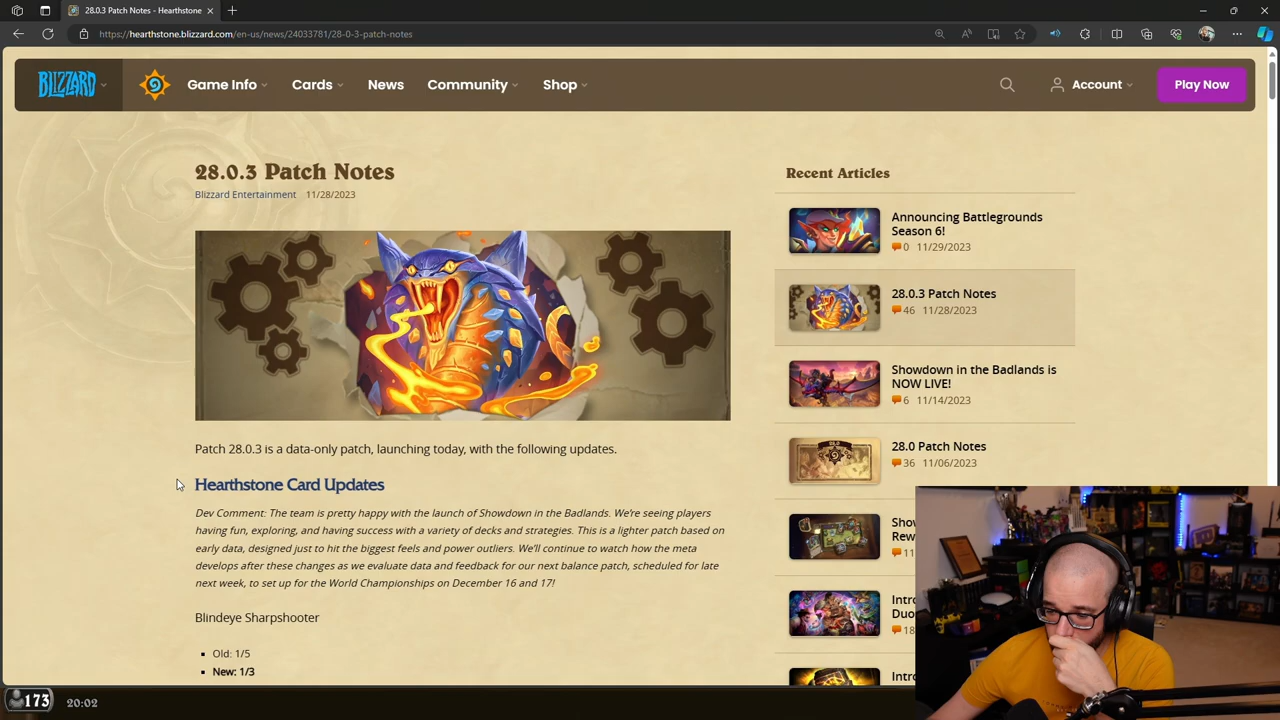 28.0.3 Patch Notes - Hearthstone
https://hearthstone.blizzard.com/en-us/news/24033781/28-0-3-patch-notes
BLIZZARD
Game Info
Cards
News
Community
Shop
Account
Play Now
28.0.3 Patch Notes
Blizzard Entertainment 11/28/2023
Patch 28.0.3 is a data-only patch, launching today, with the following updates.
Hearthstone Card Updates
Dev Comment: The team is pretty happy with the launch of Showdown in the Badlands. We're seeing players
having fun, exploring, and having success with a variety of decks and strategies. This is a lighter patch based on
early data, designed just to hit the biggest feels and power outliers. We'll continue to watch how the meta
develops after these changes as we evaluate data and feedback for our next balance patch, scheduled for late
next week, to set up for the World Championships on December 16 and 17!
Blindeye Sharpshooter
Old: 1/5
New: 1/3
Recent Articles
Announcing Battlegrounds
Season 6!
0 11/29/2023
28.0.3 Patch Notes
46 11/28/2023
Showdown in the Badlands is
NOW LIVE!
6 11/14/2023
28.0 Patch Notes
36 11/06/2023
Show
Rew
11
Intro
Duo
18
Intro
173
20:02